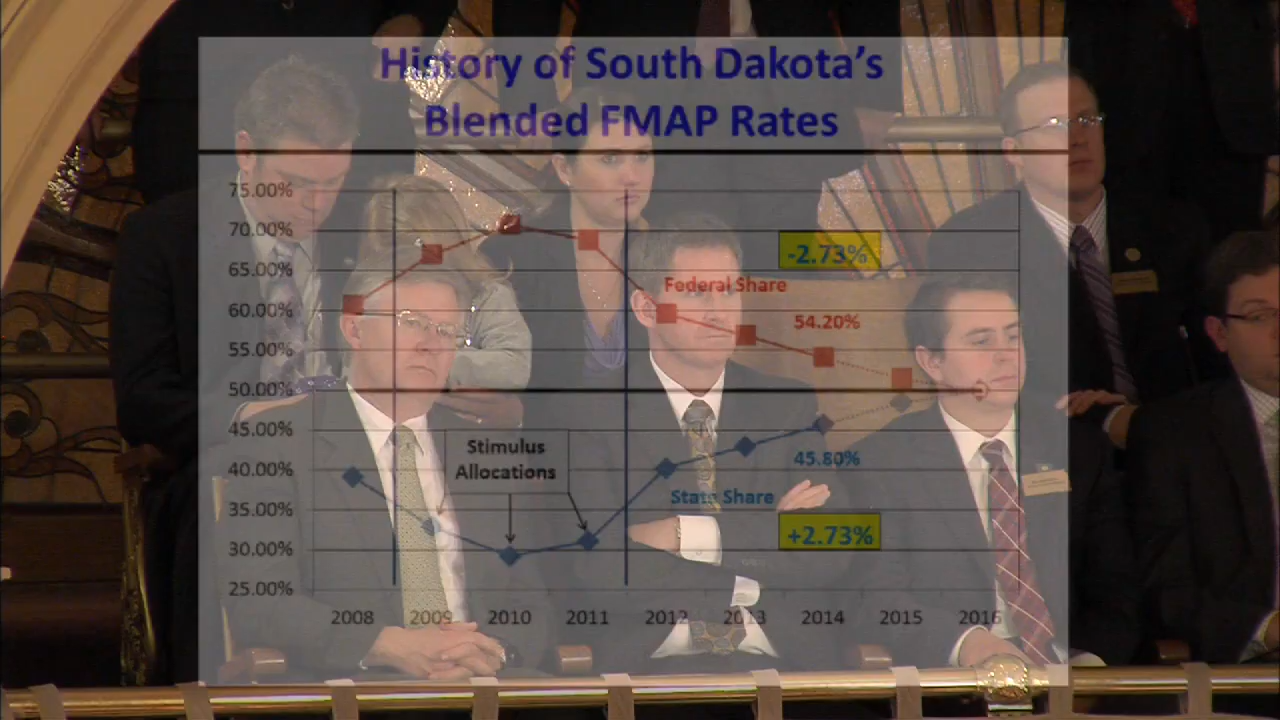 History of South Dakota's
Blended FMAP Rates
75.00%
70.00%
65.00%
60.00%
55.00%
50.00%
45.00%
40.00%
35.00%
30.00%
25.00%
-2.73%
Federal Share
54.20%
Stimulus
Allocations
45.80%
State Share
+2.73%
2008 2009 2010 2011 2012 2013 2014 2015 2016